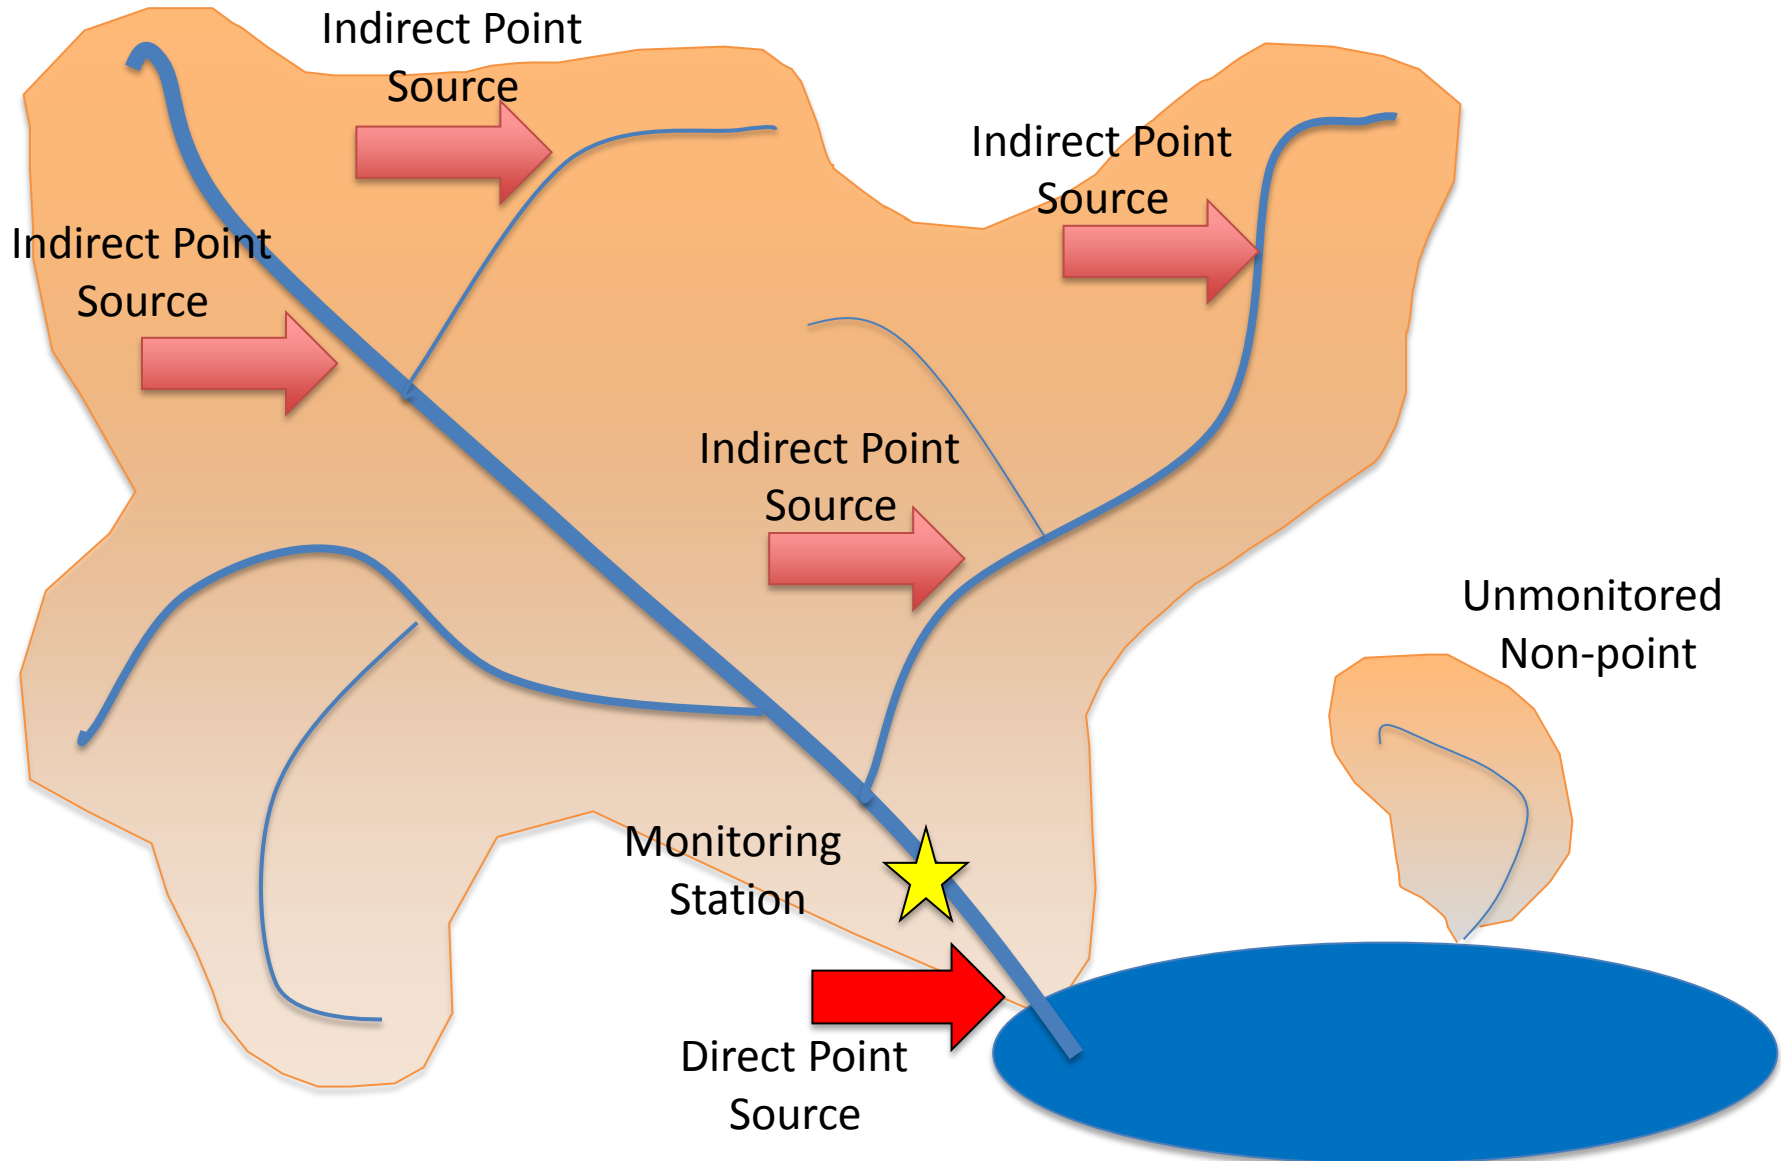 Indirect Point
Source
Indirect Point
Source
Indirect Point
Source
Indirect Point
Source
Unmonitored
Non-point
Monitoring
Station
Direct Point
Source